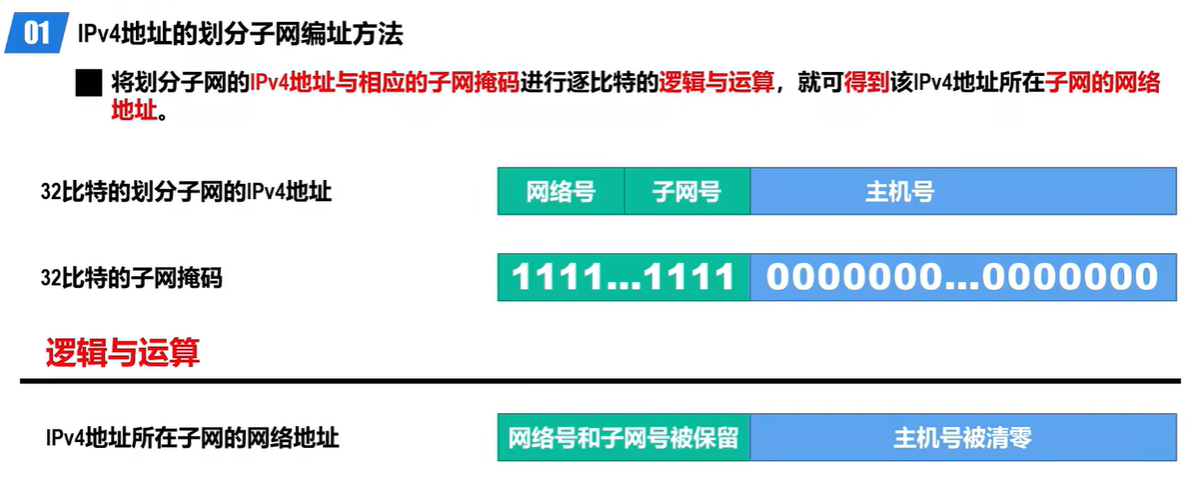 01 IPv4地址的划分子网编址方法
将划分子网的IPv4地址与相应的子网掩码进行逐比特的逻辑与运算，就可得到该IPv4地址所在子网的网络
地址。
32比特的划分子网的IPv4地址 网络号 子网号 主机号
32比特的子网掩码 1111...1111 0000000...0000000
逻辑与运算
IPv4地址所在子网的网络地址 网络号和子网号被保留 主机号被清零